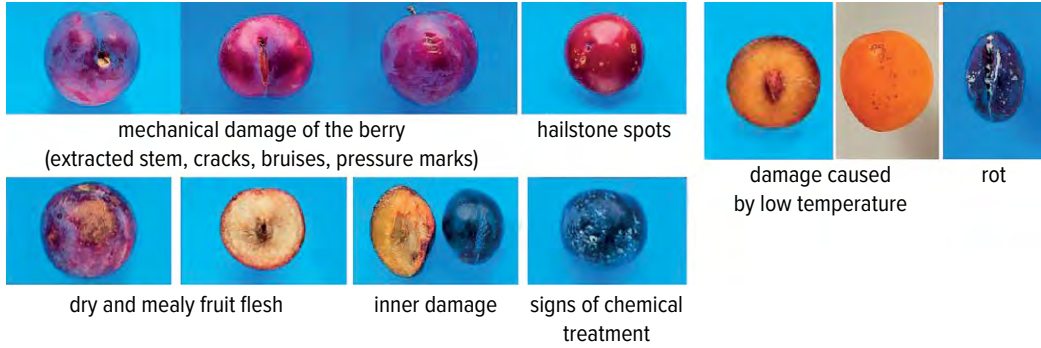 mechanical damage of the berry
(extracted stem, cracks, bruises, pressure marks)
hailstone spots
damage caused
by low temperature
rot
dry and mealy fruit flesh
inner damage
signs of chemical
treatment